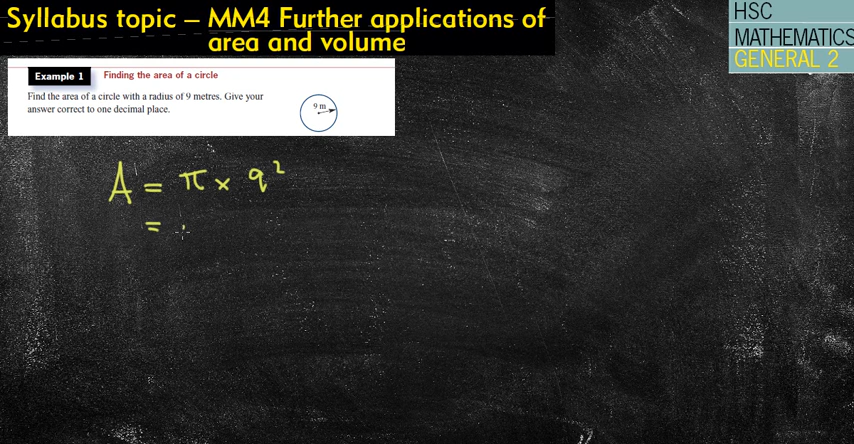 Syllabus topic – MM4 Further applications of
area and volume
HSC
MATHEMATICS
GENERAL 2
Example 1 Finding the area of a circle
Find the area of a circle with a radius of 9 metres. Give your
answer correct to one decimal place.
9 m
A = π × 9²
=